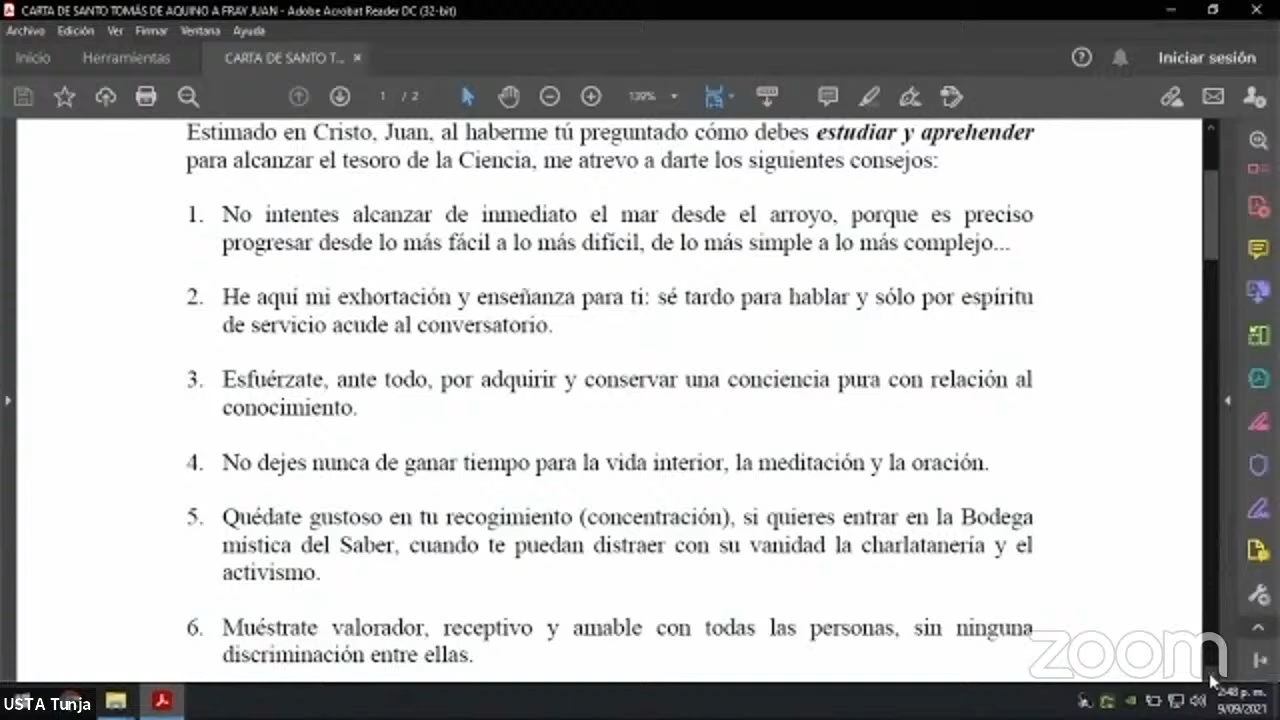 CARTA DE SANTO TOMÁS DE AQUINO A FRAY JUAN - Adobe Acrobat Reader DC (32-bit)
Archivo Edición Ver Firmar Ventana Ayuda
Inicio Herramientas CARTA DE SANTO T... × Iniciar sesión
1 / 2 139%
Estimado en Cristo, Juan, al haberme tú preguntado cómo debes estudiar y aprehender
para alcanzar el tesoro de la Ciencia, me atrevo a darte los siguientes consejos:
1. No intentes alcanzar de inmediato el mar desde el arroyo, porque es preciso
progresar desde lo más fácil a lo más difícil, de lo más simple a lo más complejo...
2. He aquí mi exhortación y enseñanza para ti: sé tardo para hablar y sólo por espíritu
de servicio acude al conversatorio.
3. Esfuérzate, ante todo, por adquirir y conservar una conciencia pura con relación al
conocimiento.
4. No dejes nunca de ganar tiempo para la vida interior, la meditación y la oración.
5. Quédate gustoso en tu recogimiento (concentración), si quieres entrar en la Bodega
mística del Saber, cuando te puedan distraer con su vanidad la charlatanería y el
activismo.
6. Muéstrate valorador, receptivo y amable con todas las personas, sin ninguna
discriminación entre ellas.
zoom
USTA Tunja
2:48 p. m.
9/09/2021